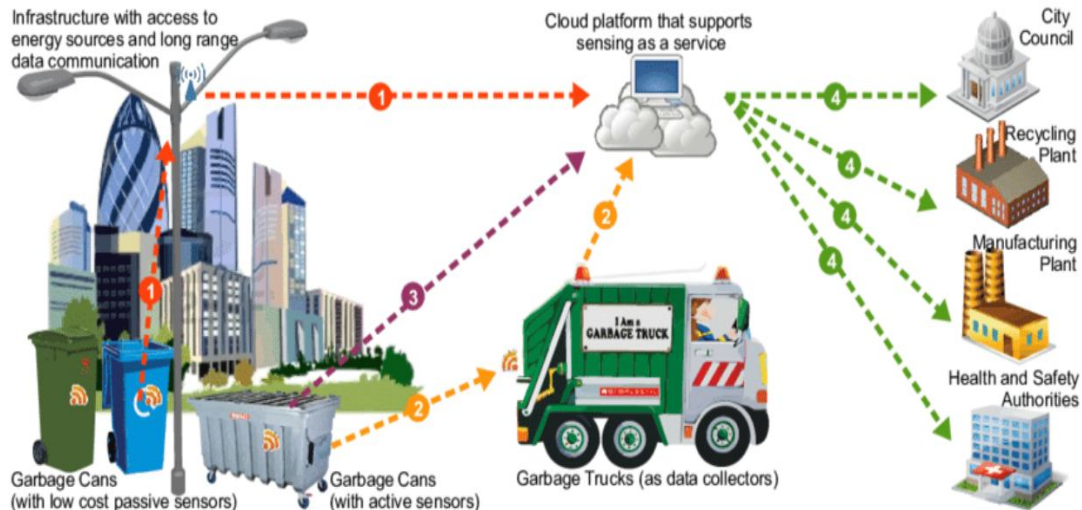 Infrastructure with access to
energy sources and long range
data communication
Cloud platform that supports
sensing as a service
City
Council
1
4
Recycling
Plant
4
2
4
Manufacturing
Plant
4
1
3
I Am a
GARBAGE TRUCK
2
Health and Safety
Authorities
Garbage Cans
(with low cost passive sensors)
Garbage Cans
(with active sensors)
Garbage Trucks (as data collectors)